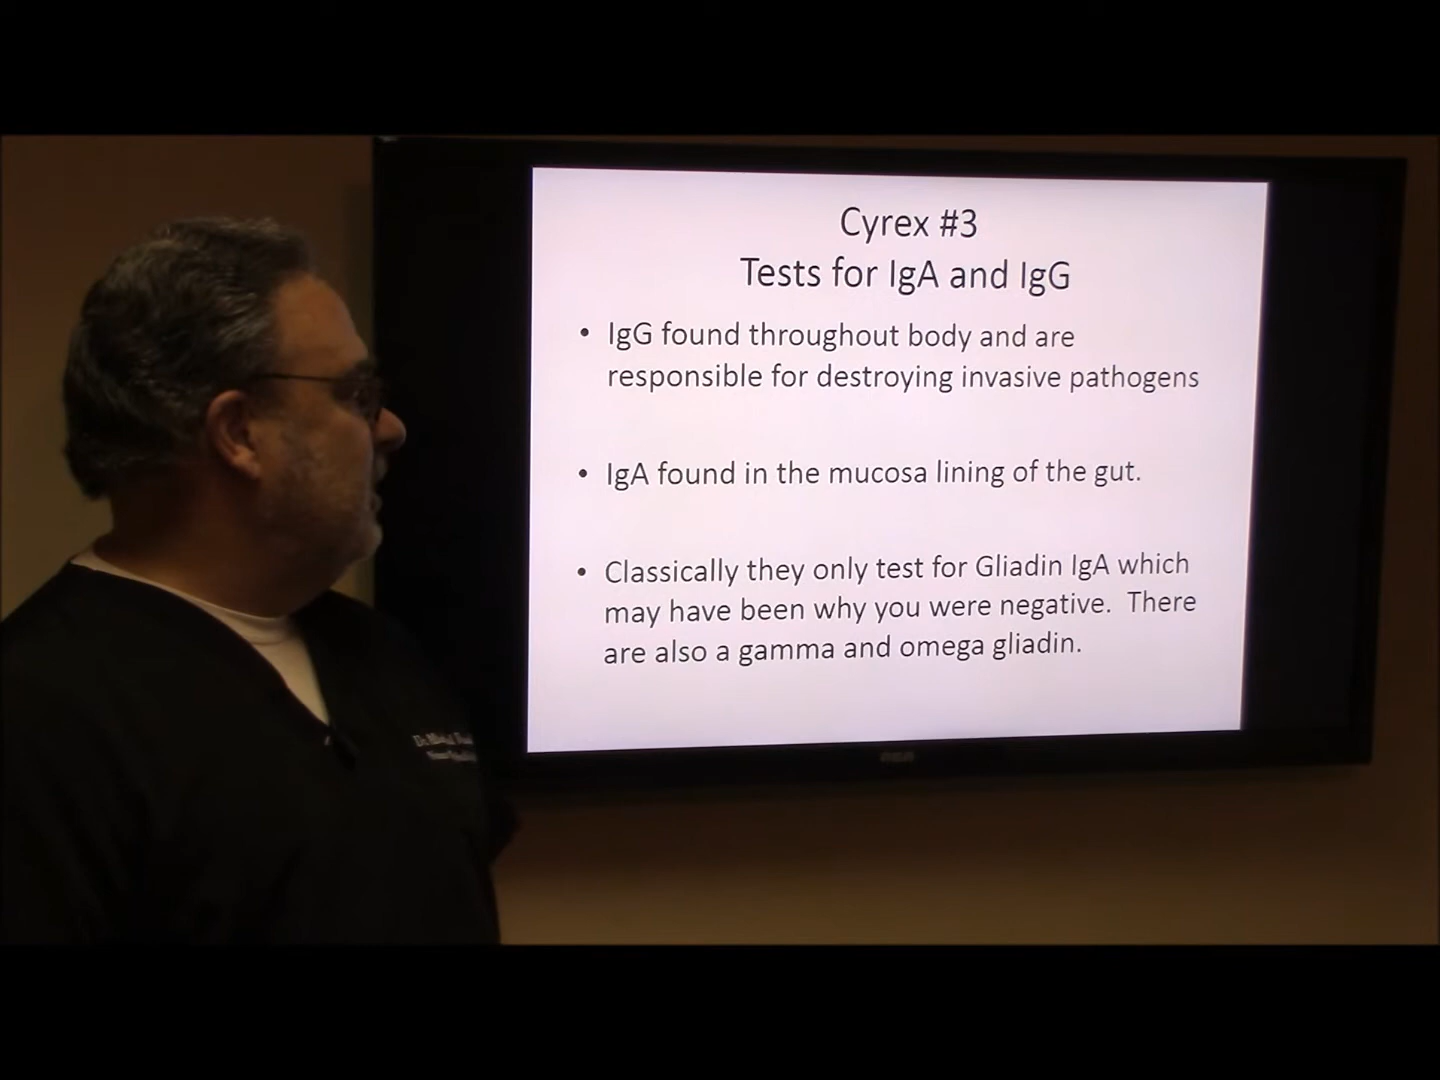 Cyrex #3
Tests for IgA and IgG
• IgG found throughout body and are
responsible for destroying invasive pathogens
• IgA found in the mucosa lining of the gut.
• Classically they only test for Gliadin IgA which
may have been why you were negative.  There
are also a gamma and omega gliadin.
RCA
Dr.